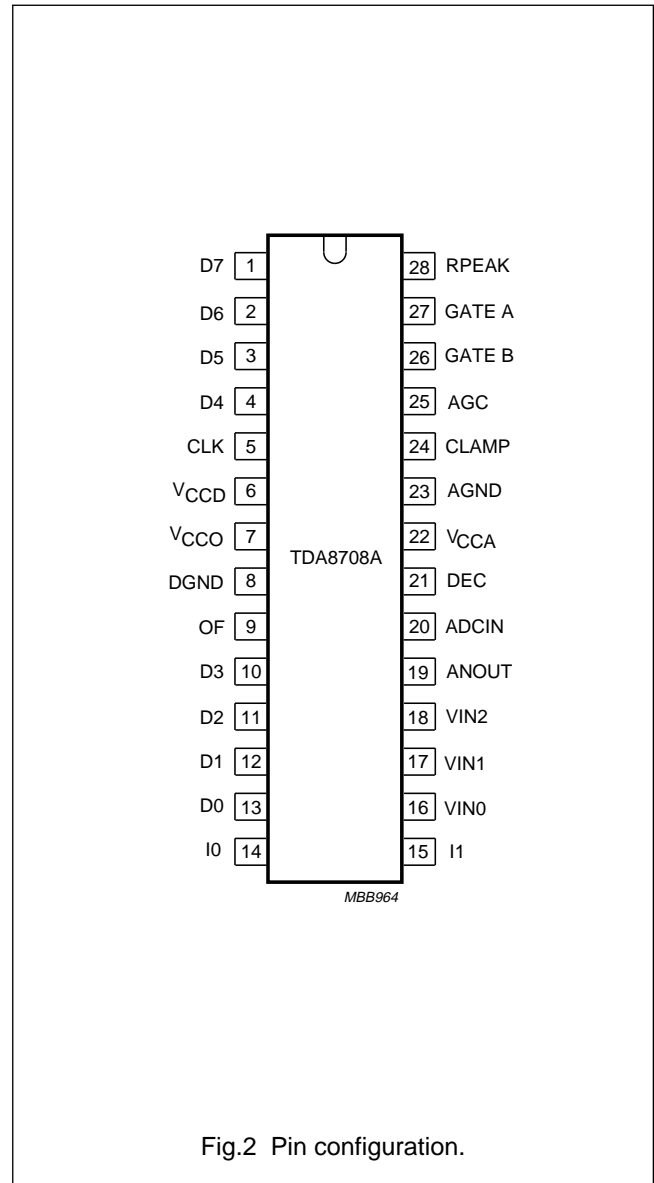 D7 1 28 RPEAK
D6 2 27 GATE A
D5 3 26 GATE B
D4 4 25 AGC
CLK 5 24 CLAMP
VCCD 6 23 AGND
VCCO 7 22 VCCA
TDA8708A
DGND 8 21 DEC
OF 9 20 ADCIN
D3 10 19 ANOUT
D2 11 18 VIN2
D1 12 17 VIN1
D0 13 16 VIN0
I0 14 15 I1
MBB964
Fig.2 Pin configuration.